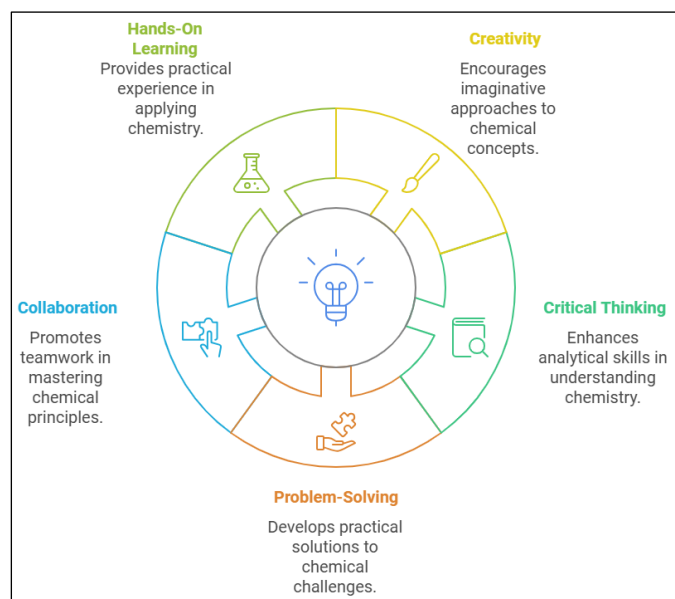 Hands-On
Learning
Provides practical
experience in
applying
chemistry.
Creativity
Encourages
imaginative
approaches to
chemical
concepts.
Collaboration
Promotes
teamwork in
mastering
chemical
principles.
Critical Thinking
Enhances
analytical skills in
understanding
chemistry.
Problem-Solving
Develops practical
solutions to
chemical
challenges.